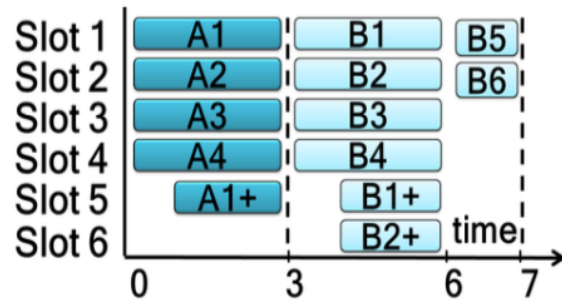 Slot 1 A1 B1 B5
Slot 2 A2 B2 B6
Slot 3 A3 B3
Slot 4 A4 B4
Slot 5 A1+ B1+
Slot 6 B2+ time
0 3 6 7